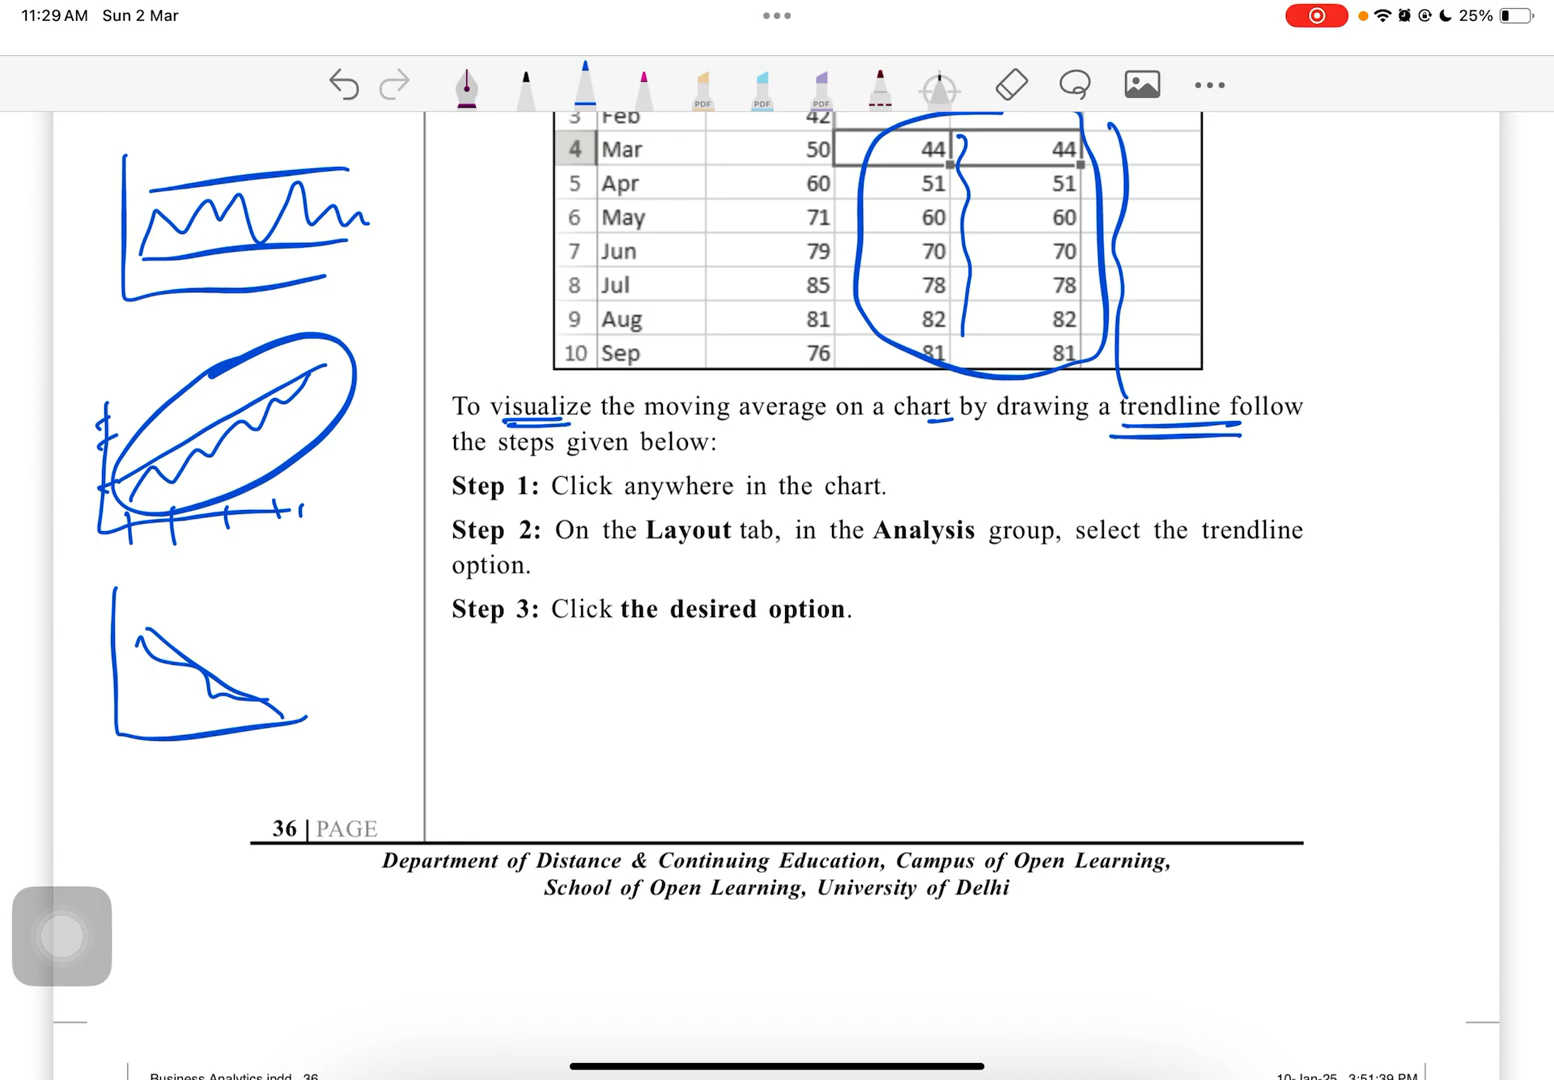 11:29 AM Sun 2 Mar
25%
PDF PDF PDF
3 Feb 42
4 Mar 50 44 44
5 Apr 60 51 51
6 May 71 60 60
7 Jun 79 70 70
8 Jul 85 78 78
9 Aug 81 82 82
10 Sep 76 81 81
To visualize the moving average on a chart by drawing a trendline follow
the steps given below:
Step 1: Click anywhere in the chart.
Step 2: On the Layout tab, in the Analysis group, select the trendline
option.
Step 3: Click the desired option.
36 | PAGE
Department of Distance & Continuing Education, Campus of Open Learning,
School of Open Learning, University of Delhi
Business Analytics.indd 36 10-Jan-25 3:51:39 PM